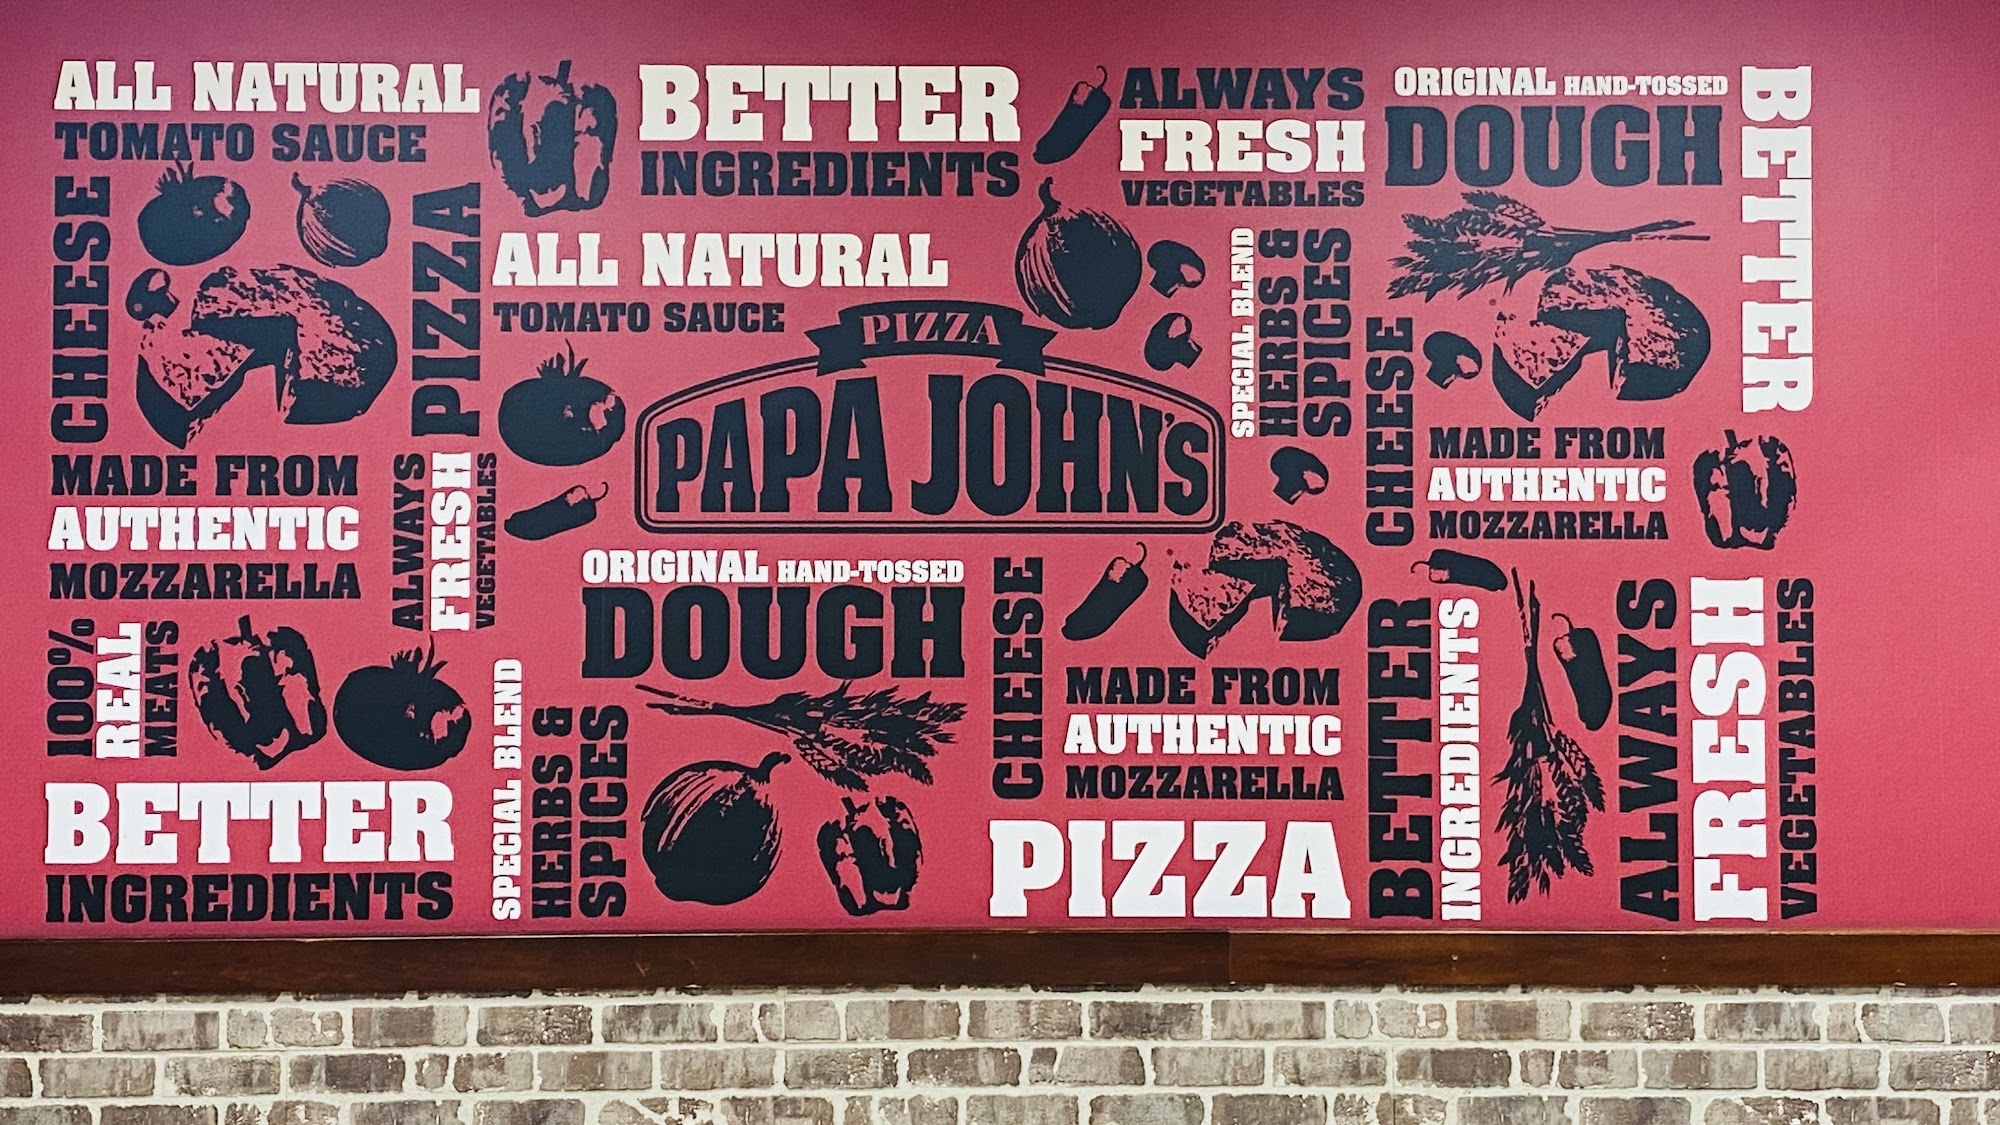 ALL NATURAL
TOMATO SAUCE
CHEESE
PIZZA
MADE FROM
AUTHENTIC
MOZZARELLA
ALWAYS
FRESH
VEGETABLES
100%
REAL
MEATS
BETTER
INGREDIENTS
BETTER
INGREDIENTS
ALL NATURAL
TOMATO SAUCE
PIZZA
PAPA JOHN'S
ORIGINAL HAND-TOSSED
DOUGH
SPECIAL BLEND
HERBS &
SPICES
ALWAYS
FRESH
VEGETABLES
SPECIAL BLEND
HERBS &
SPICES
CHEESE
MADE FROM
AUTHENTIC
MOZZARELLA
PIZZA
ORIGINAL HAND-TOSSED
DOUGH
BETTER
CHEESE
MADE FROM
AUTHENTIC
MOZZARELLA
BETTER
INGREDIENTS
ALWAYS
FRESH
VEGETABLES